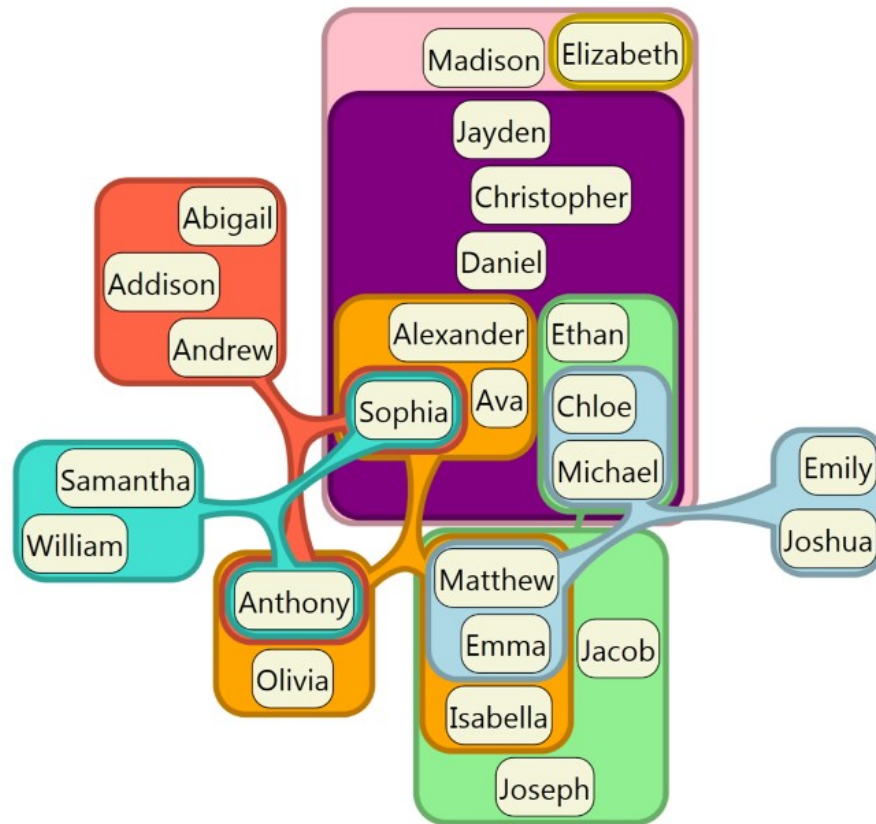 Madison
Elizabeth
Jayden
Christopher
Abigail
Daniel
Addison
Andrew
Alexander
Ethan
Sophia
Ava
Chloe
Michael
Samantha
Emily
William
Joshua
Matthew
Anthony
Emma
Jacob
Olivia
Isabella
Joseph